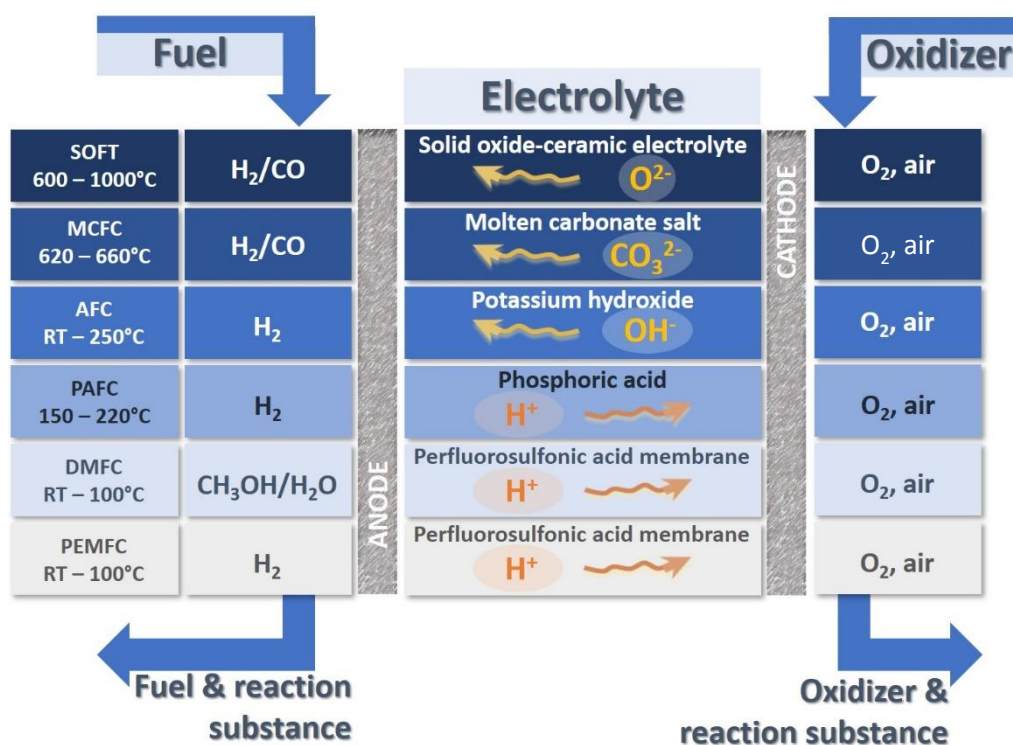 Fuel
Oxidizer
Electrolyte
SOFT
600 – 1000°C
H₂/CO
Solid oxide-ceramic electrolyte
O²⁻
O₂, air
MCFC
620 – 660°C
H₂/CO
Molten carbonate salt
CO₃²⁻
O₂, air
AFC
RT – 250°C
H₂
Potassium hydroxide
OH⁻
O₂, air
PAFC
150 – 220°C
H₂
Phosphoric acid
H⁺
O₂, air
DMFC
RT – 100°C
CH₃OH/H₂O
Perfluorosulfonic acid membrane
H⁺
O₂, air
PEMFC
RT – 100°C
H₂
Perfluorosulfonic acid membrane
H⁺
O₂, air
ANODE
CATHODE
Fuel & reaction
substance
Oxidizer &
reaction substance